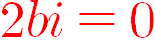 2bi = 0